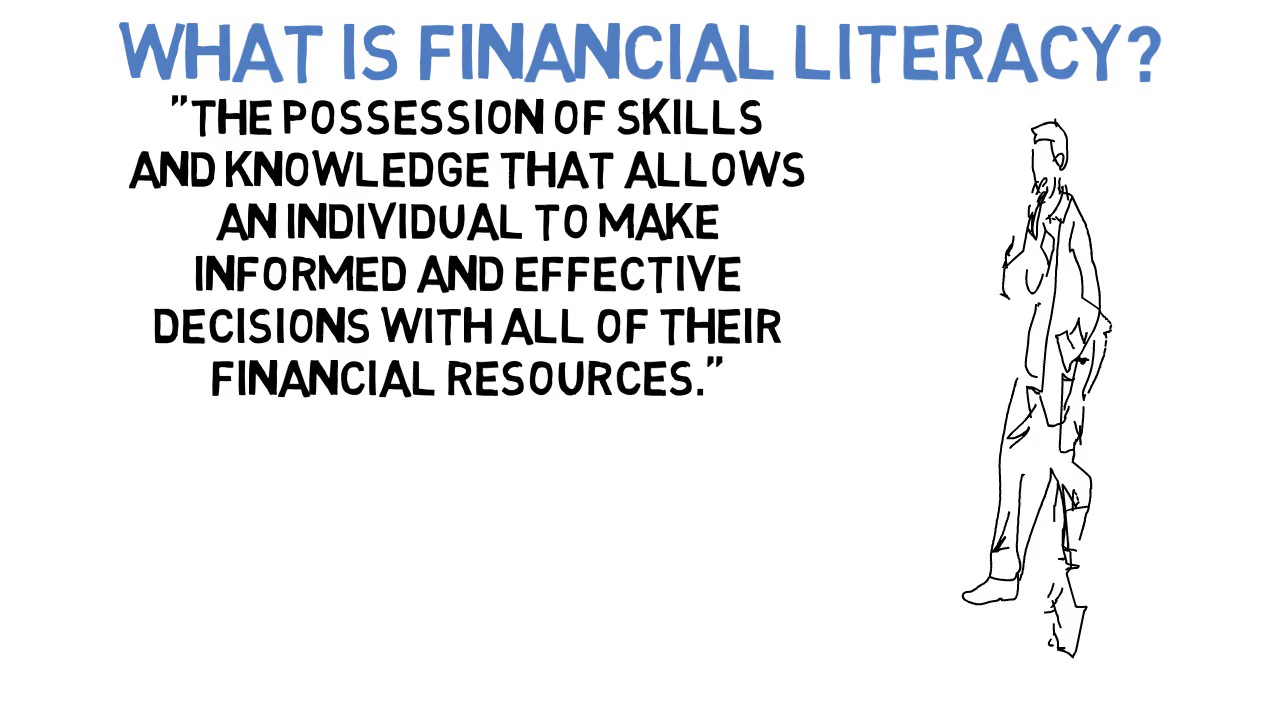 WHAT IS FINANCIAL LITERACY?
"THE POSSESSION OF SKILLS
AND KNOWLEDGE THAT ALLOWS
AN INDIVIDUAL TO MAKE
INFORMED AND EFFECTIVE
DECISIONS WITH ALL OF THEIR
FINANCIAL RESOURCES."